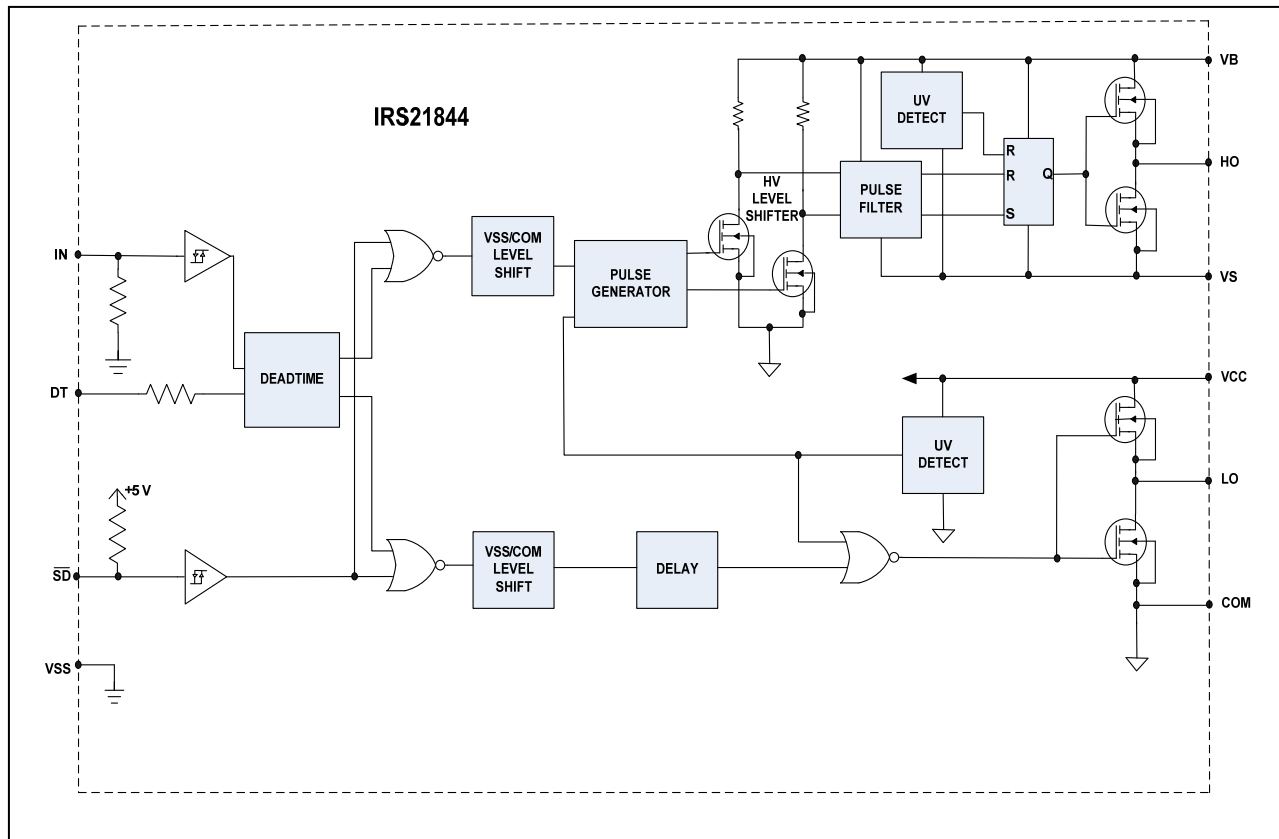 IRS21844
VB
UV
DETECT
R
R
Q
S
HO
HV
LEVEL
SHIFTER
PULSE
FILTER
IN
VSS/COM
LEVEL
SHIFT
PULSE
GENERATOR
VS
DEADTIME
DT
VCC
UV
DETECT
LO
+5 V
VSS/COM
LEVEL
SHIFT
DELAY
SD
COM
VSS